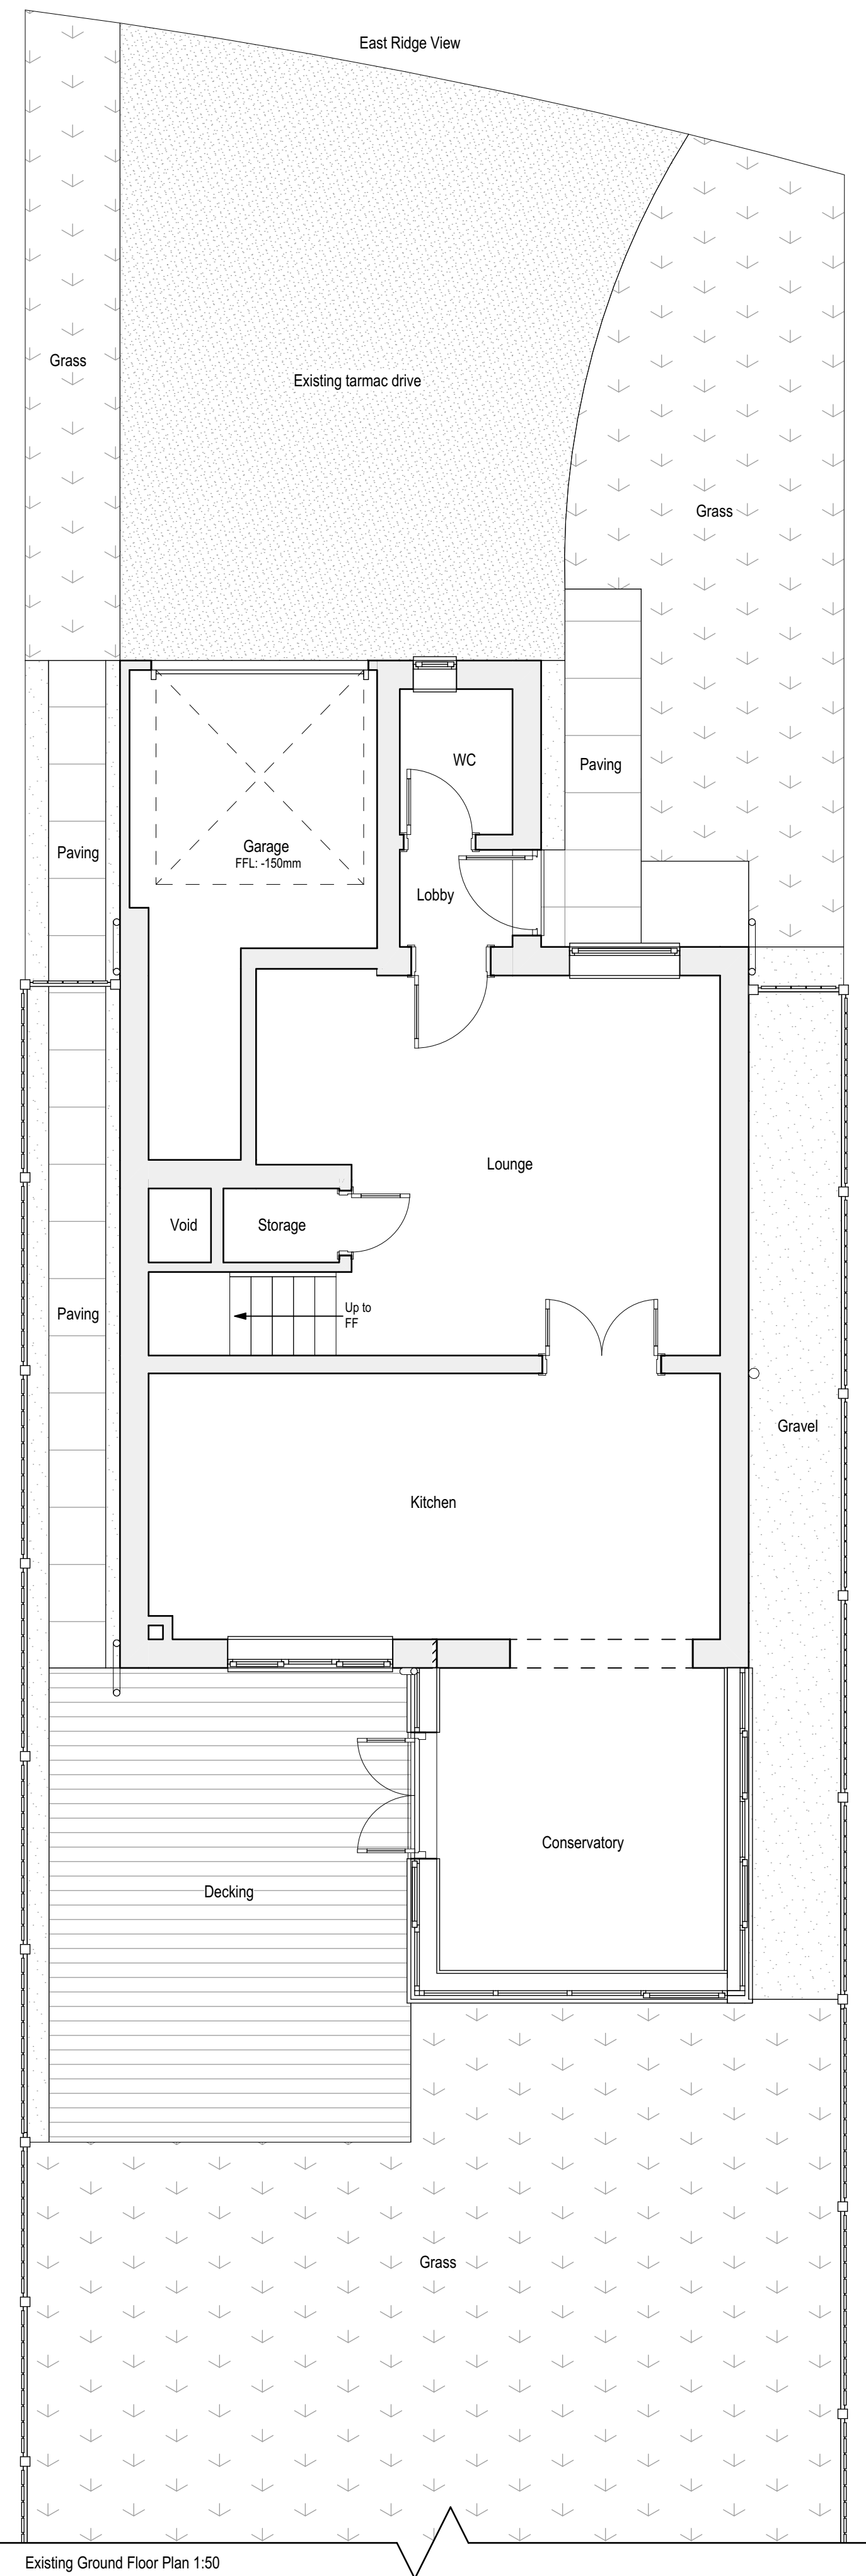 East Ridge View
Grass
Existing tarmac drive
Grass
WC
Paving
Garage
FFL: -150mm
Paving
Lobby
Lounge
Void
Storage
Up to
FF
Paving
Gravel
Kitchen
Conservatory
Decking
Grass
Existing Ground Floor Plan 1:50